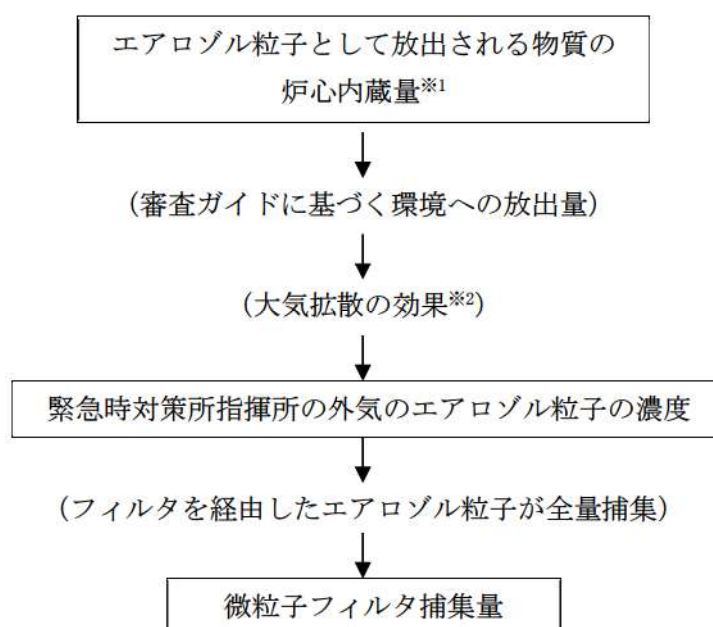 エアロゾル粒子として放出される物質の
炉心内蔵量※1
(審査ガイドに基づく環境への放出量)
(大気拡散の効果※2)
緊急時対策所指揮所の外気のエアロゾル粒子の濃度
(フィルタを経由したエアロゾル粒子が全量捕集)
微粒子フィルタ捕集量